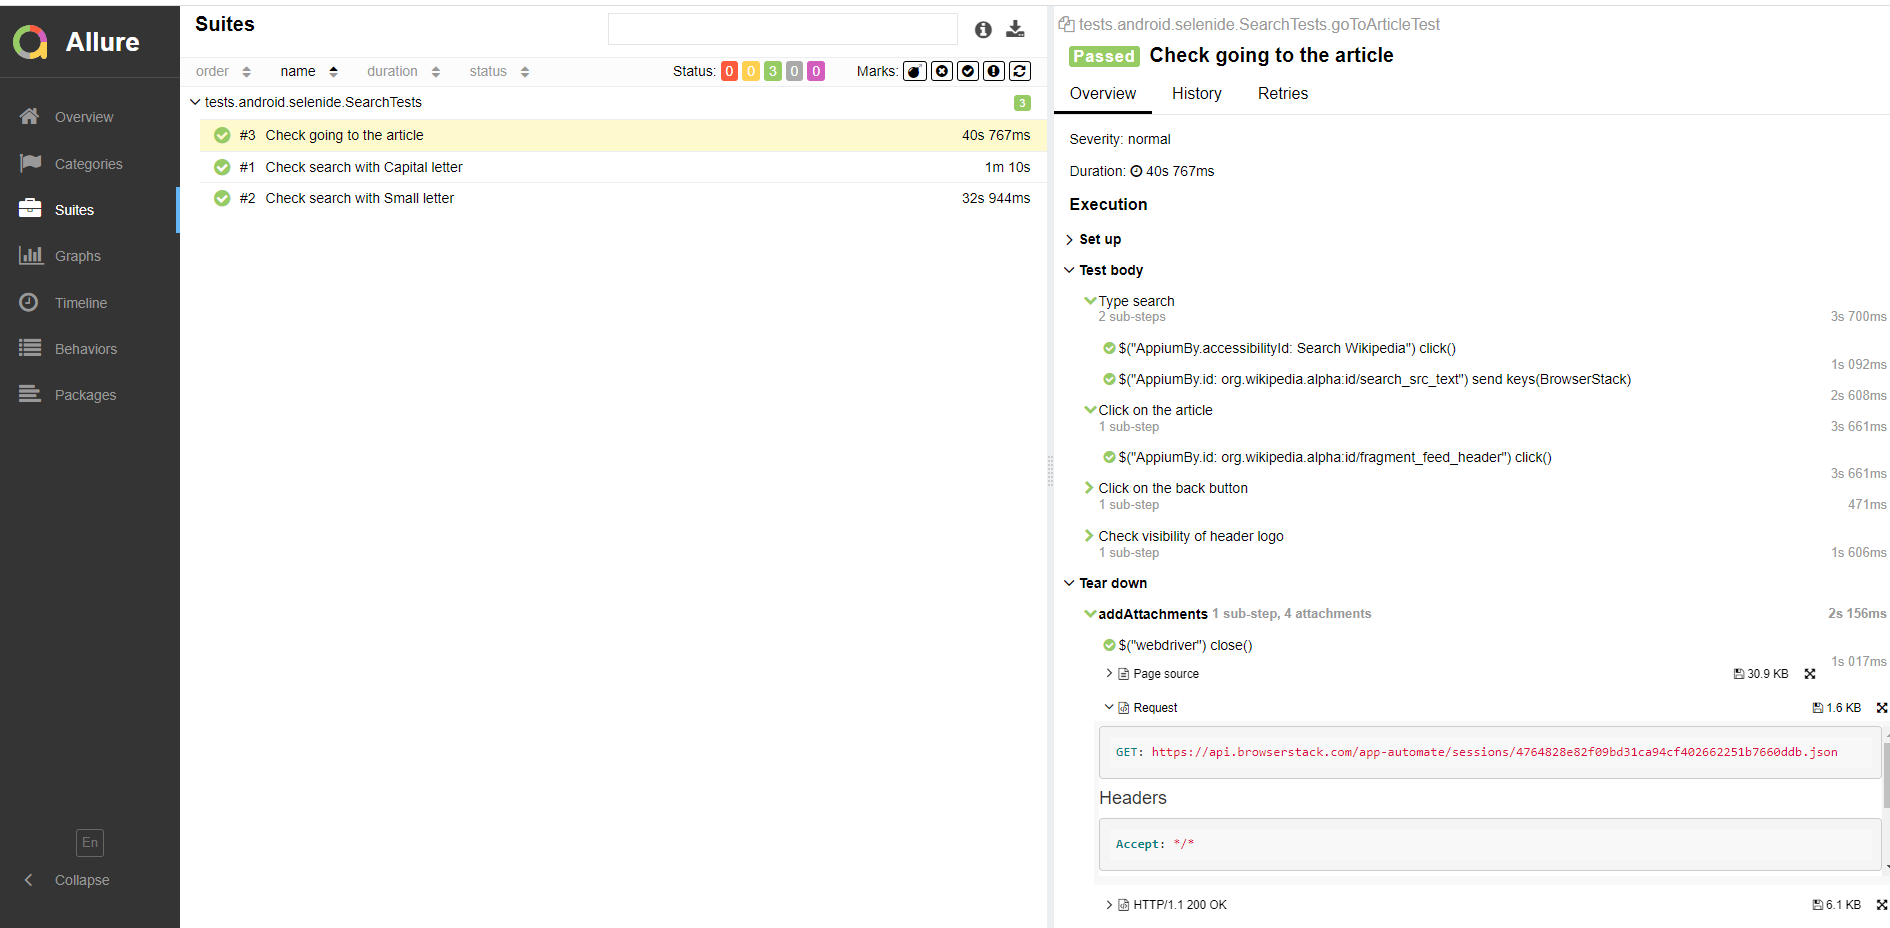 Allure
Overview
Categories
Suites
Graphs
Timeline
Behaviors
Packages
En
Collapse
Suites
order name duration status Status: 0 0 3 0 0 Marks:
tests.android.selenide.SearchTests 3
#3 Check going to the article 40s 767ms
#1 Check search with Capital letter 1m 10s
#2 Check search with Small letter 32s 944ms
tests.android.selenide.SearchTests.goToArticleTest
Passed Check going to the article
Overview History Retries
Severity: normal
Duration: 40s 767ms
Execution
Set up
Test body
Type search
2 sub-steps 3s 700ms
$("AppiumBy.accessibilityId: Search Wikipedia") click()
1s 092ms
$("AppiumBy.id: org.wikipedia.alpha:id/search_src_text") send keys(BrowserStack)
2s 608ms
Click on the article
1 sub-step 3s 661ms
$("AppiumBy.id: org.wikipedia.alpha:id/fragment_feed_header") click()
3s 661ms
Click on the back button
1 sub-step 471ms
Check visibility of header logo
1 sub-step 1s 606ms
Tear down
addAttachments 1 sub-step, 4 attachments 2s 156ms
$("webdriver") close()
1s 017ms
Page source 30.9 KB
Request 1.6 KB
GET: https://api.browserstack.com/app-automate/sessions/4764828e82f09bd31ca94cf402662251b7660ddb.json
Headers
Accept: */*
HTTP/1.1 200 OK 6.1 KB